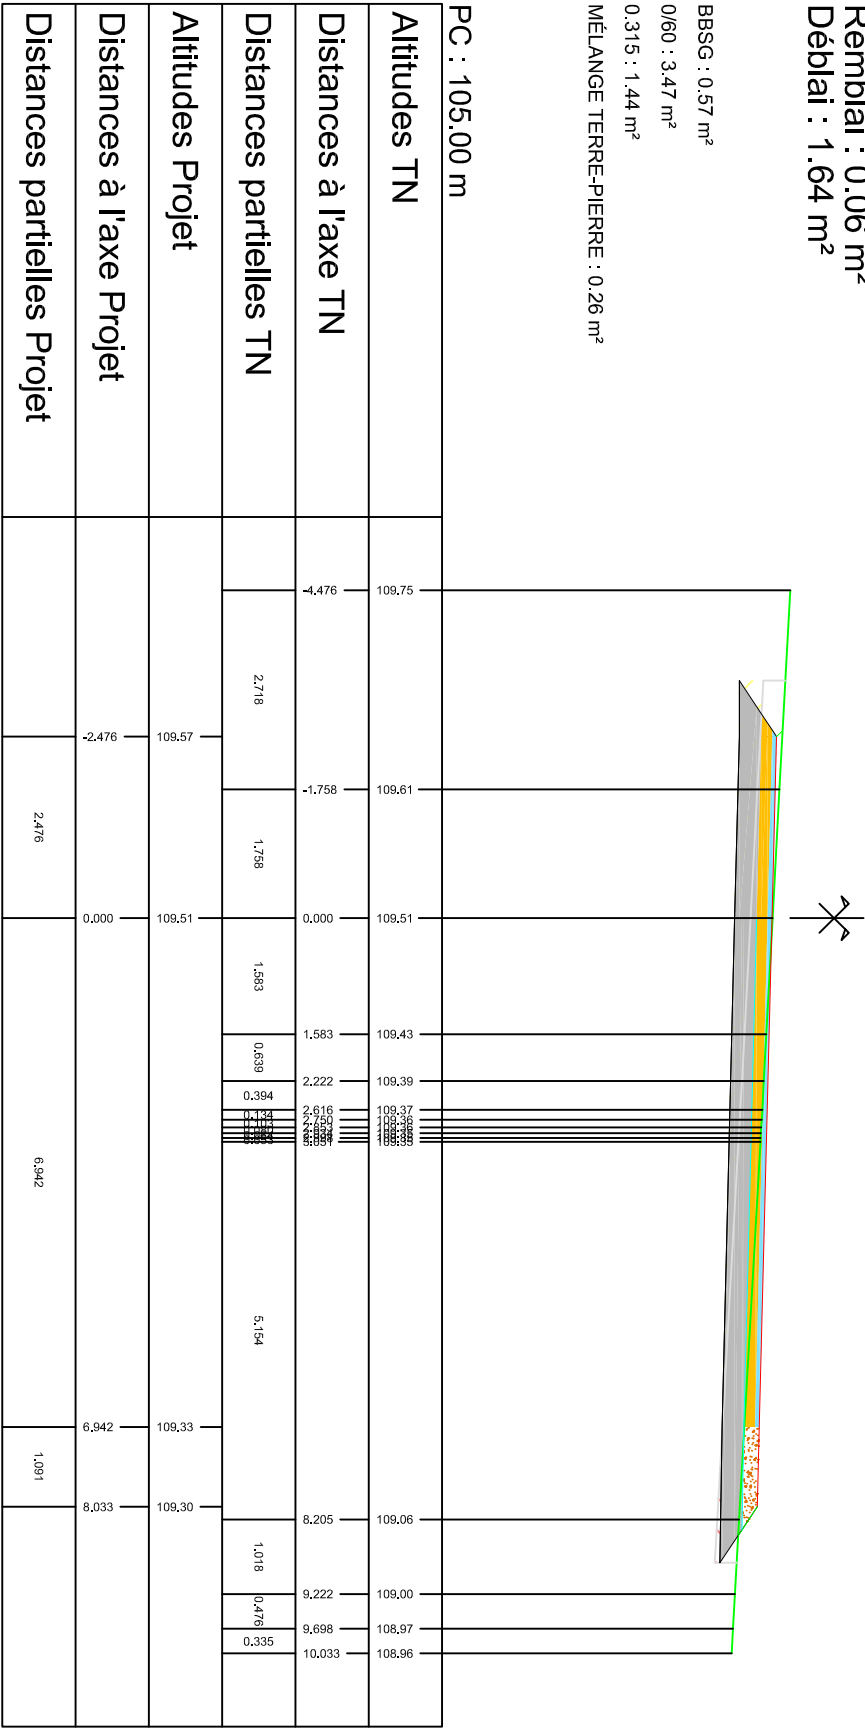 Remblai : 0.06 m²
Déblai : 1.64 m²
BBSG : 0.57 m²
0/60 : 3.47 m²
0.315 : 1.44 m²
MÉLANGE TERRE-PIERRE : 0.26 m²
PC : 105.00 m
Altitudes TN
109.75 109.61 109.51 109.43 109.39 109.37 109.36 109.06 109.00 108.97 108.96
Distances à l'axe TN
-4.476 -1.758 0.000 1.583 2.222 2.616 2.750 3.051 8.205 9.222 9.698 10.033
Distances partielles TN
2.718 1.758 1.583 0.639 0.394 0.134 5.154 1.018 0.476 0.335
Altitudes Projet
109.57 109.51 109.33 109.30
Distances à l'axe Projet
-2.476 0.000 6.942 8.033
Distances partielles Projet
2.476 6.942 1.091